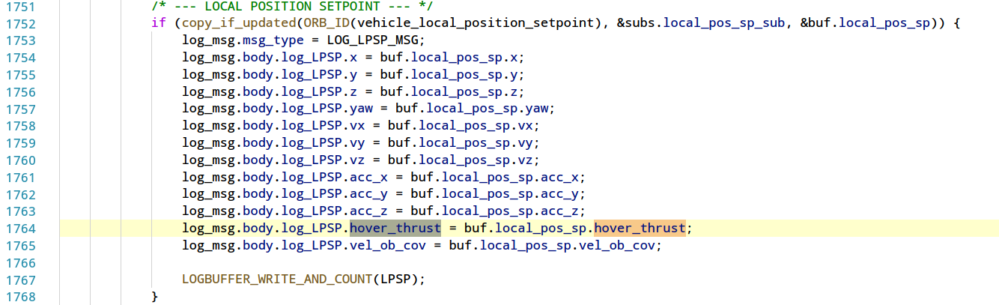 1751 /* --- LOCAL POSITION SETPOINT --- */
1752 if (copy_if_updated(ORB_ID(vehicle_local_position_setpoint), &subs.local_pos_sp_sub, &buf.local_pos_sp)) {
1753 log_msg.msg_type = LOG_LPSP_MSG;
1754 log_msg.body.log_LPSP.x = buf.local_pos_sp.x;
1755 log_msg.body.log_LPSP.y = buf.local_pos_sp.y;
1756 log_msg.body.log_LPSP.z = buf.local_pos_sp.z;
1757 log_msg.body.log_LPSP.yaw = buf.local_pos_sp.yaw;
1758 log_msg.body.log_LPSP.vx = buf.local_pos_sp.vx;
1759 log_msg.body.log_LPSP.vy = buf.local_pos_sp.vy;
1760 log_msg.body.log_LPSP.vz = buf.local_pos_sp.vz;
1761 log_msg.body.log_LPSP.acc_x = buf.local_pos_sp.acc_x;
1762 log_msg.body.log_LPSP.acc_y = buf.local_pos_sp.acc_y;
1763 log_msg.body.log_LPSP.acc_z = buf.local_pos_sp.acc_z;
1764 log_msg.body.log_LPSP.hover_thrust = buf.local_pos_sp.hover_thrust;
1765 log_msg.body.log_LPSP.vel_ob_cov = buf.local_pos_sp.vel_ob_cov;
1766
1767 LOGBUFFER_WRITE_AND_COUNT(LPSP);
1768 }